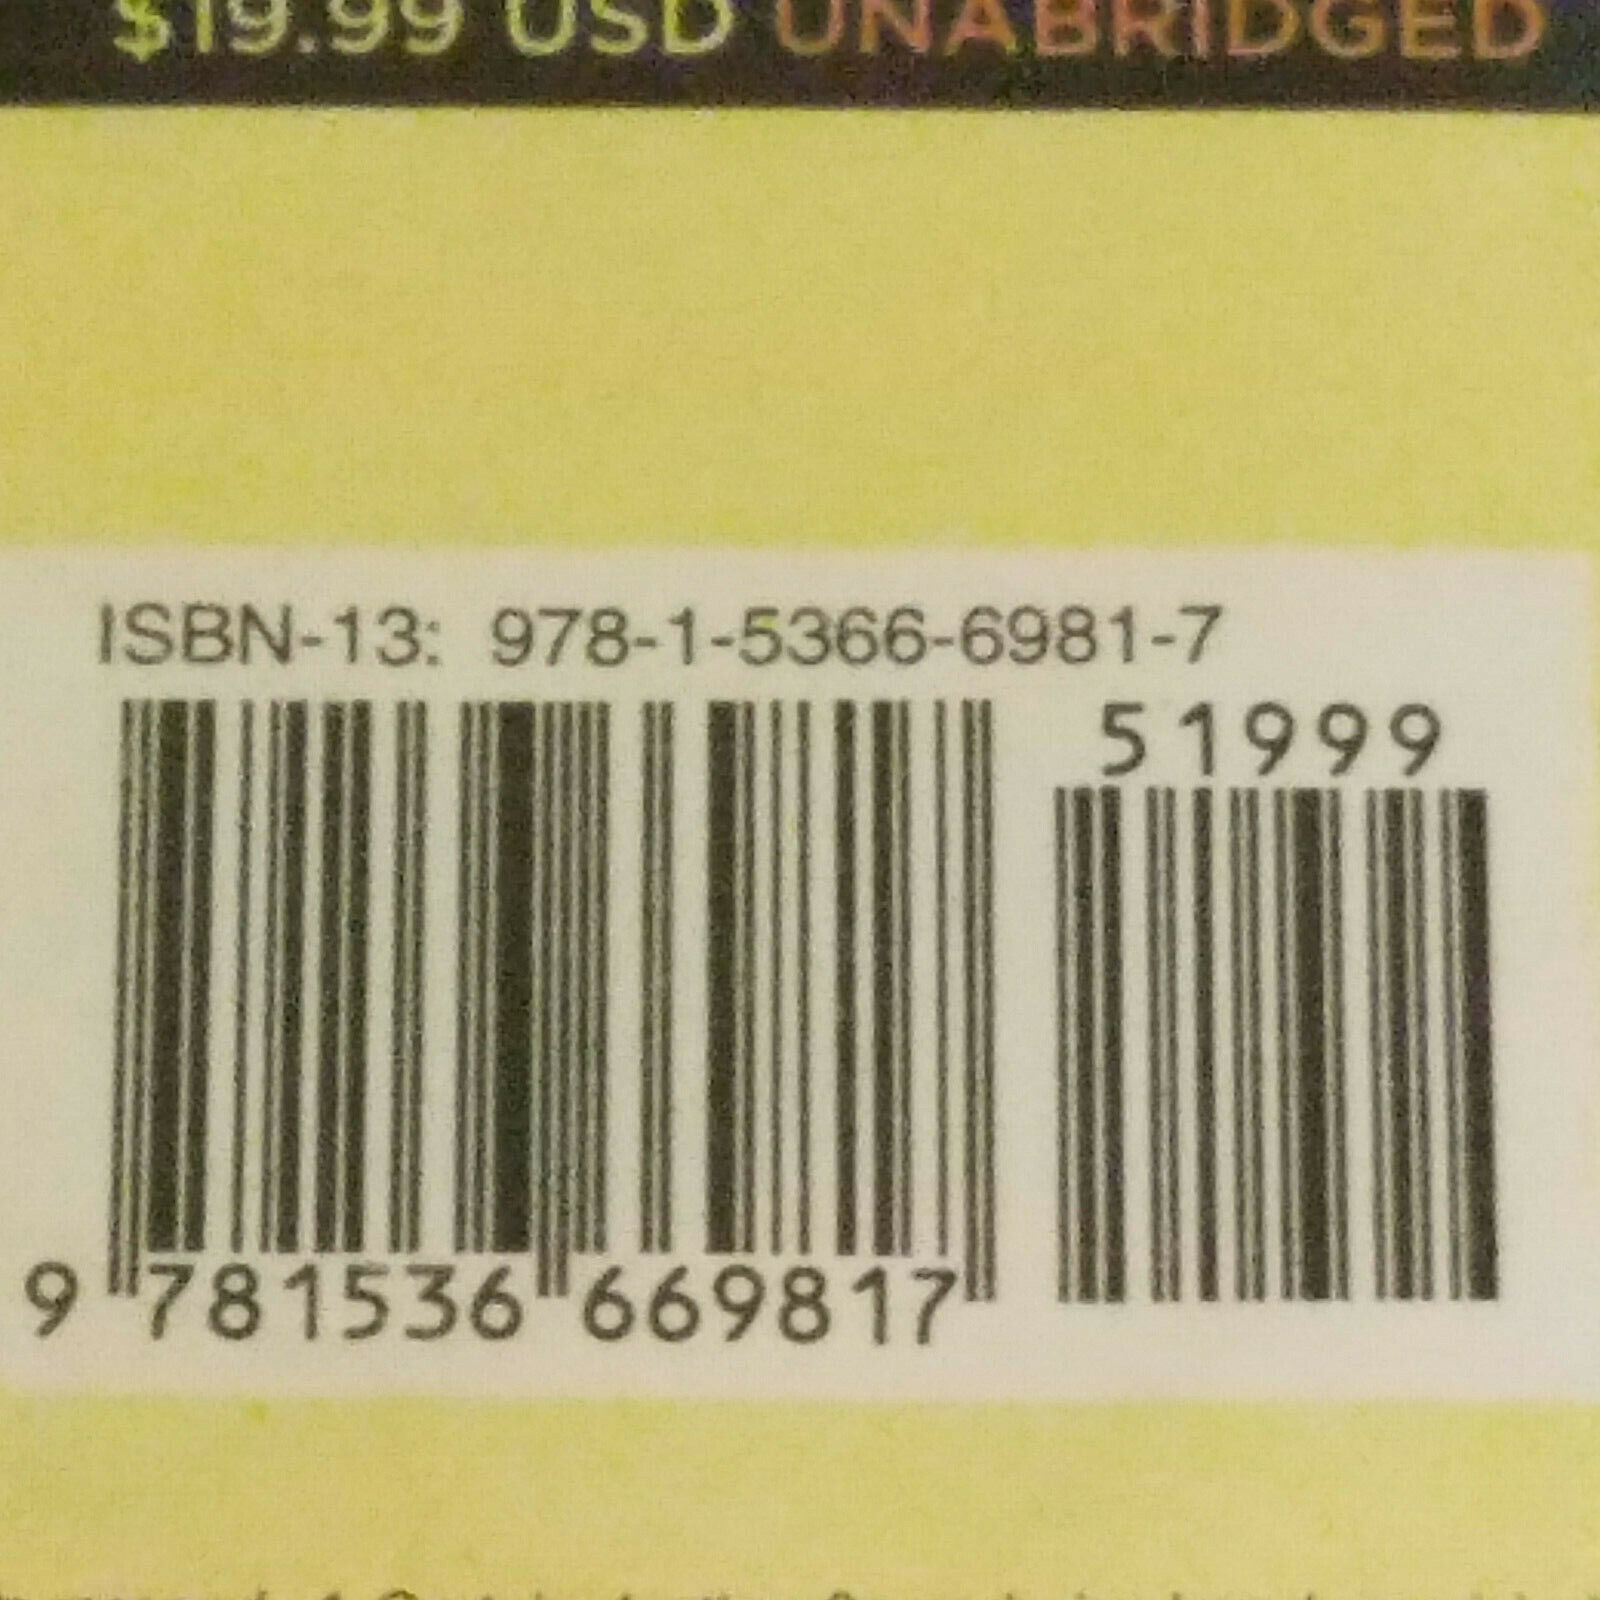 $19.99 USD UNABRIDGED
ISBN-13: 978-1-5366-6981-7
51999
9 781536 669817